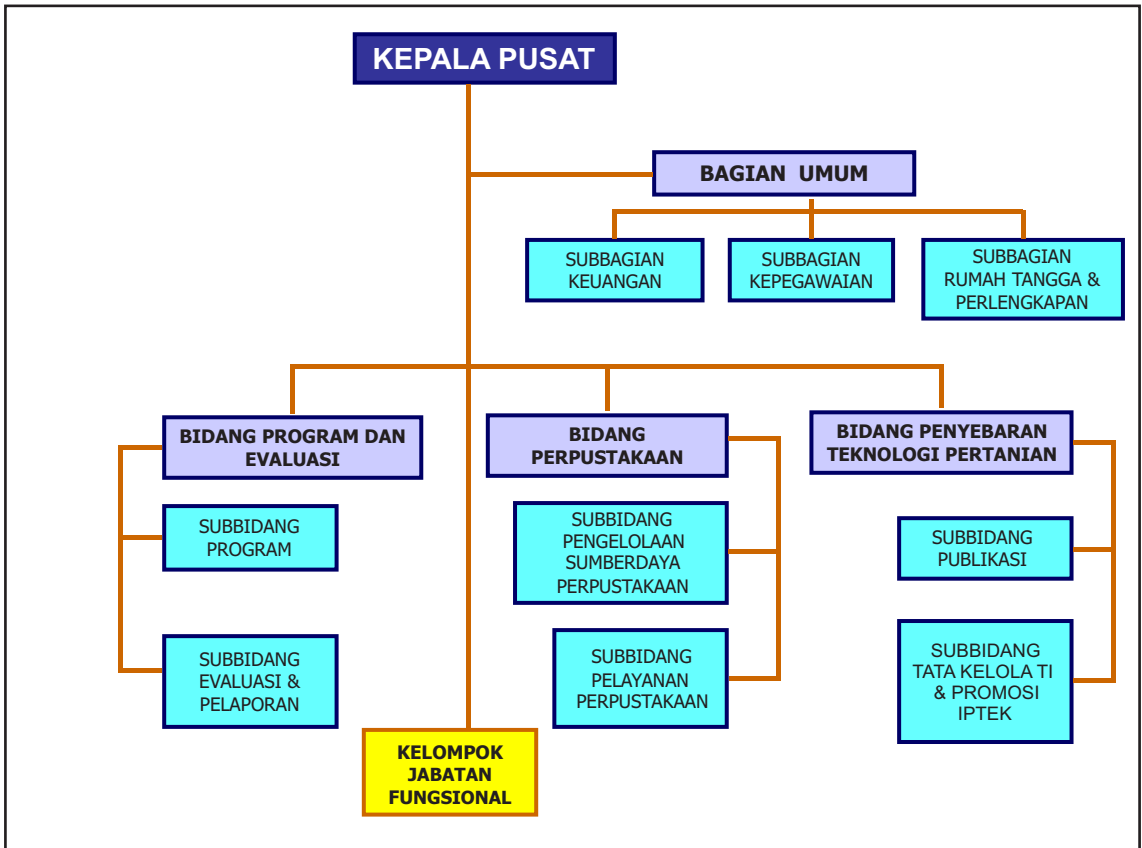 KEPALA PUSAT
BAGIAN UMUM
SUBBAGIAN
KEUANGAN
SUBBAGIAN
KEPEGAWAIAN
SUBBAGIAN
RUMAH TANGGA &
PERLENGKAPAN
BIDANG PROGRAM DAN
EVALUASI
BIDANG
PERPUSTAKAAN
BIDANG PENYEBARAN
TEKNOLOGI PERTANIAN
SUBBIDANG
PROGRAM
SUBBIDANG
PENGELOLAAN
SUMBERDAYA
PERPUSTAKAAN
SUBBIDANG
PUBLIKASI
SUBBIDANG
EVALUASI &
PELAPORAN
SUBBIDANG
PELAYANAN
PERPUSTAKAAN
SUBBIDANG
TATA KELOLA TI
& PROMOSI
IPTEK
KELOMPOK
JABATAN
FUNGSIONAL